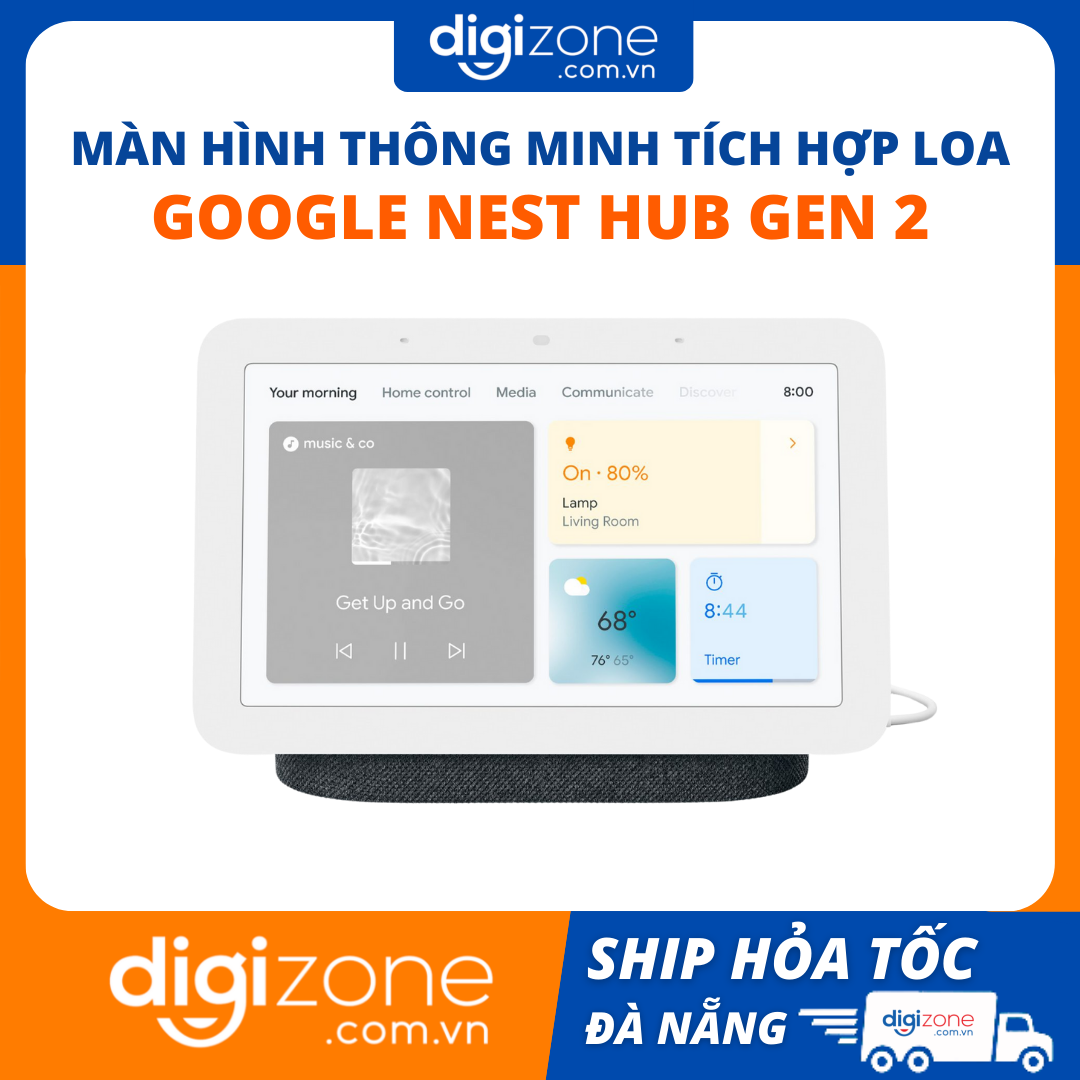 digizone
.com.vn
MÀN HÌNH THÔNG MINH TÍCH HỢP LOA
GOOGLE NEST HUB GEN 2
Your morning Home control Media Communicate Discover 8:00
music & co
Get Up and Go
On · 80%
Lamp
Living Room
68°
76° 65°
8:44
Timer
digizone
.com.vn
SHIP HỎA TỐC
ĐÀ NẴNG
digizone
.com.vn